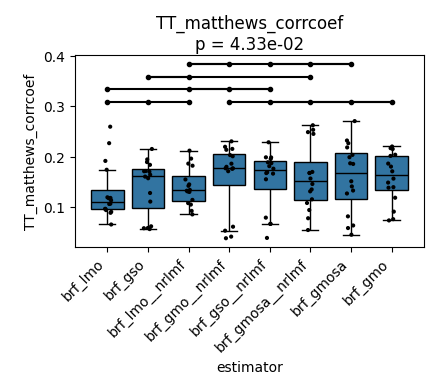 TT_matthews_corrcoef
p = 4.33e-02
TT_matthews_corrcoef
0.4
0.3
0.2
0.1
brf_lmo
brf_gso
brf_lmo__nrlmf
brf_gmo__nrlmf
brf_gso__nrlmf
brf_gmosa__nrlmf
brf_gmosa
brf_gmo
estimator